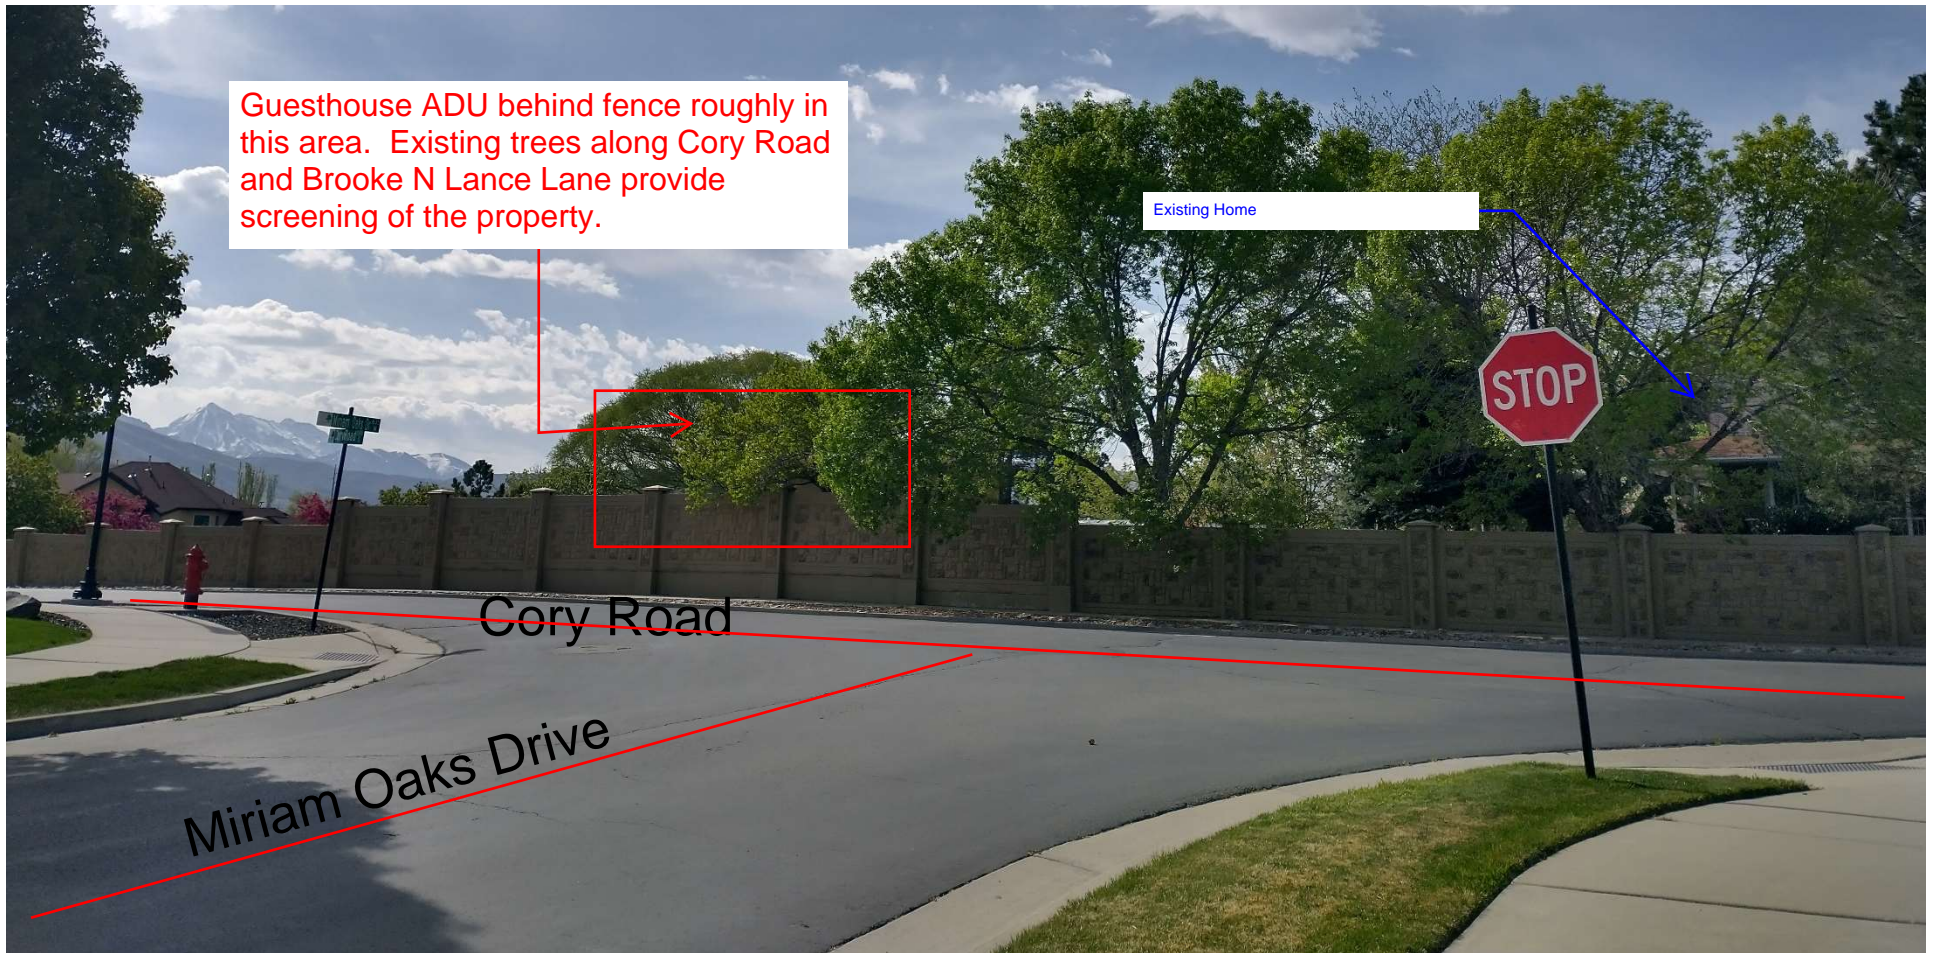 Guesthouse ADU behind fence roughly in
this area.  Existing trees along Cory Road
and Brooke N Lance Lane provide
screening of the property.
Existing Home
STOP
Cory Road
Miriam Oaks Drive